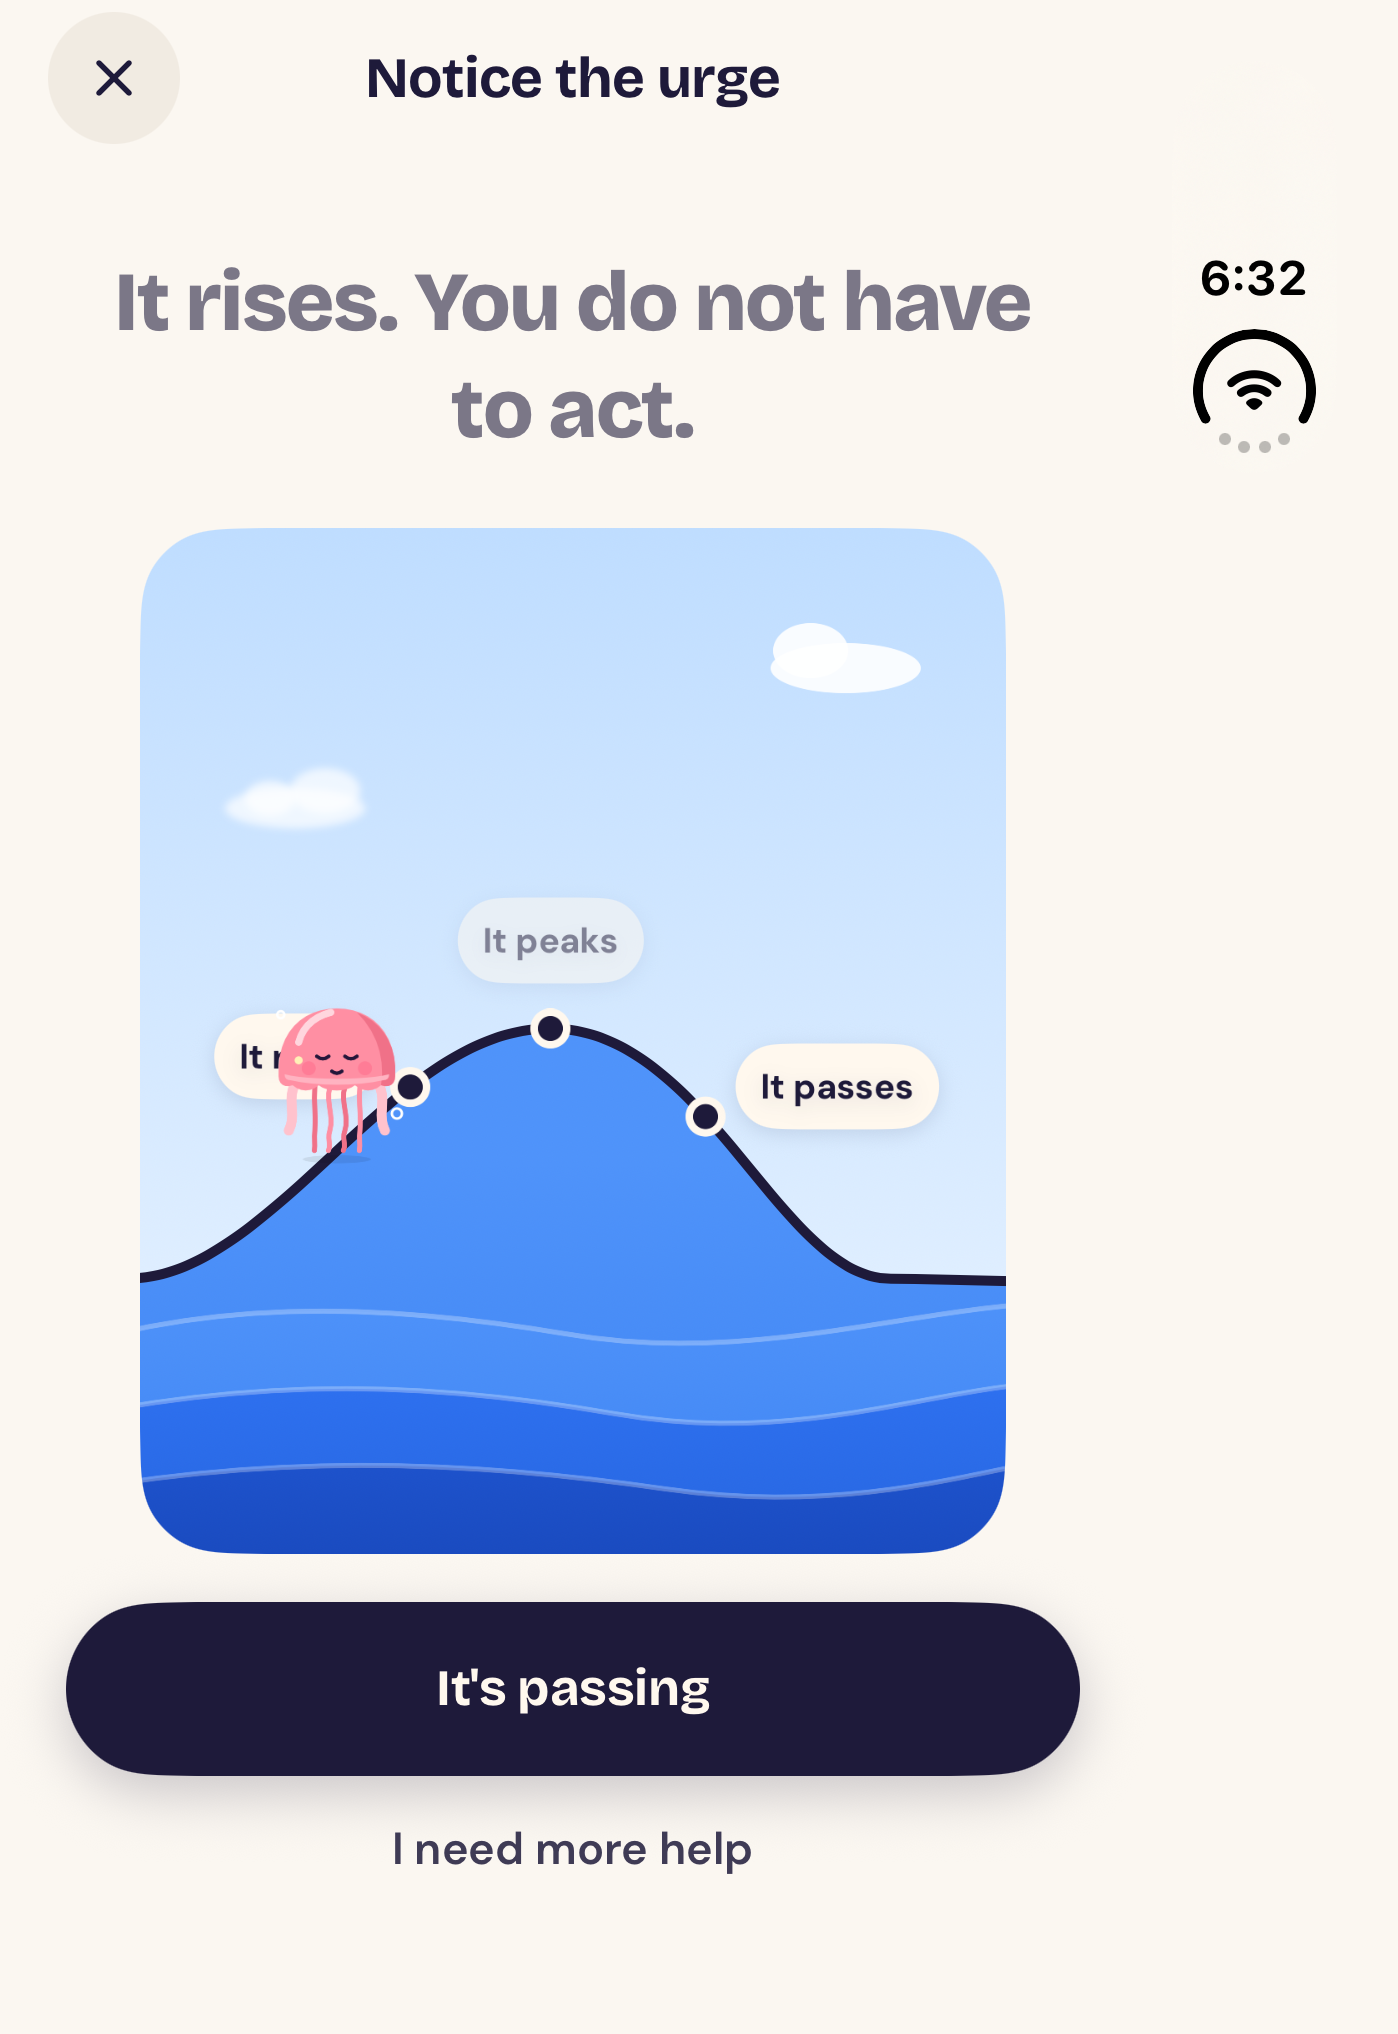 Notice the urge
It rises. You do not have
to act.
6:32
It peaks
It
It passes
It's passing
I need more help